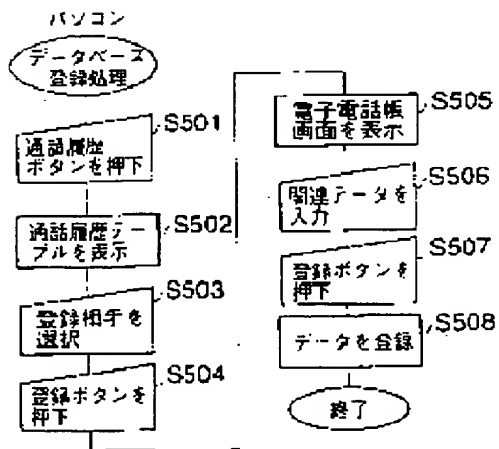 パソコン
データベース
登録処理
S501
通話履歴
ボタンを押下
S502
通話履歴テー
ブルを表示
S503
登録相手を
選択
S504
登録ボタンを
押下
S505
電子電話帳
画面を表示
S506
関連データを
入力
S507
登録ボタンを
押下
S508
データを登録
終了